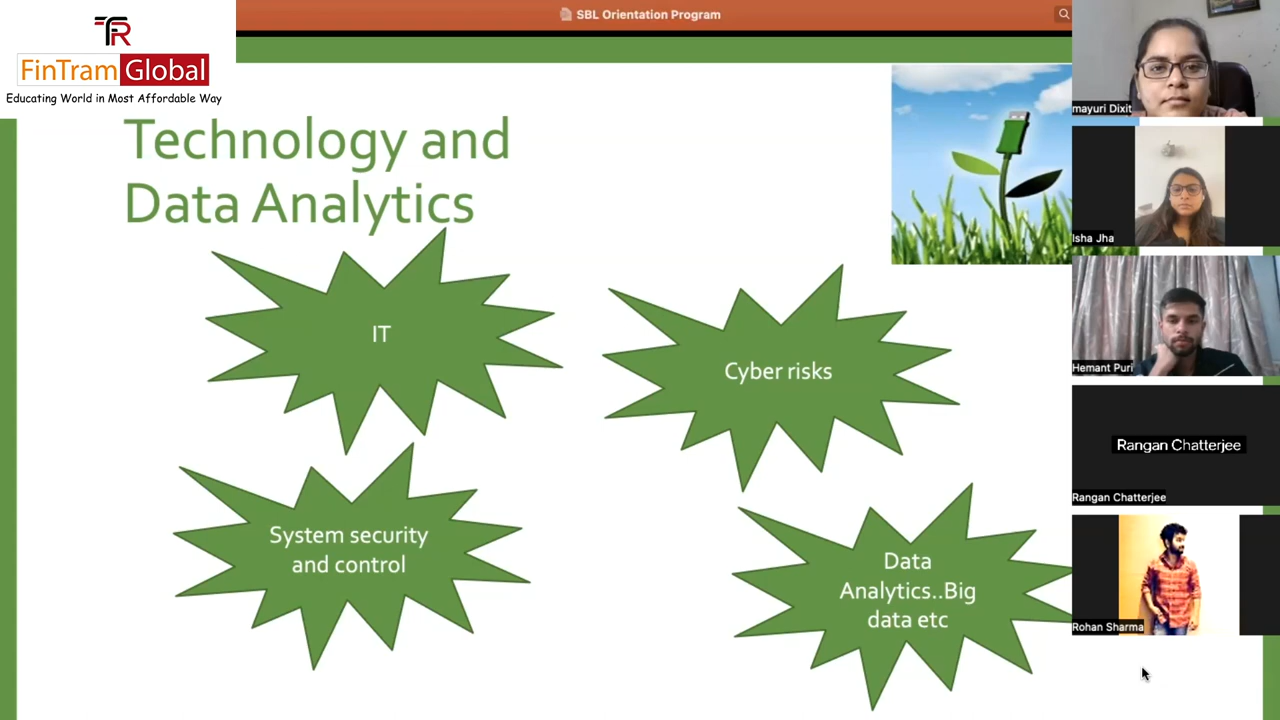 SBL Orientation Program
TR
FinTram Global
Educating World in Most Affordable Way
Technology and
Data Analytics
IT
Cyber risks
System security
and control
Data
Analytics..Big
data etc
mayuri Dixit
Isha Jha
Hemant Puri
Rangan Chatterjee
Rangan Chatterjee
Rohan Sharma